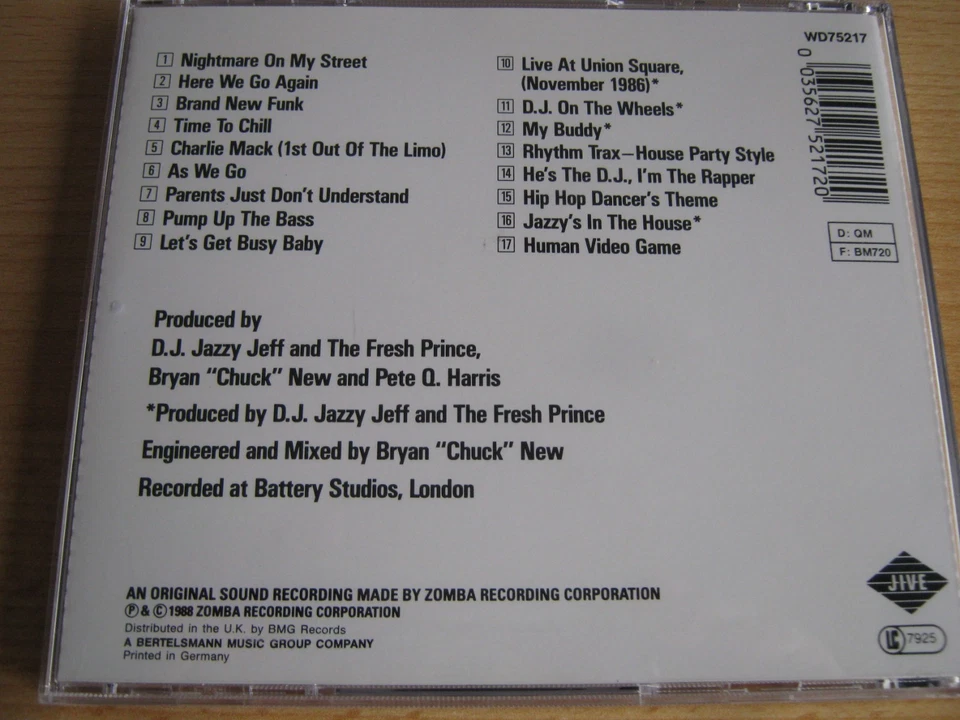 WD75217
1 Nightmare On My Street
2 Here We Go Again
3 Brand New Funk
4 Time To Chill
5 Charlie Mack (1st Out Of The Limo)
6 As We Go
7 Parents Just Don't Understand
8 Pump Up The Bass
9 Let's Get Busy Baby
10 Live At Union Square,
(November 1986)*
11 D.J. On The Wheels*
12 My Buddy*
13 Rhythm Trax–House Party Style
14 He's The D.J., I'm The Rapper
15 Hip Hop Dancer's Theme
16 Jazzy's In The House*
17 Human Video Game
0 035627 521720
D: QM
F: BM720
Produced by
D.J. Jazzy Jeff and The Fresh Prince,
Bryan "Chuck" New and Pete Q. Harris
*Produced by D.J. Jazzy Jeff and The Fresh Prince
Engineered and Mixed by Bryan "Chuck" New
Recorded at Battery Studios, London
AN ORIGINAL SOUND RECORDING MADE BY ZOMBA RECORDING CORPORATION
℗ & © 1988 ZOMBA RECORDING CORPORATION
Distributed in the U.K. by BMG Records
A BERTELSMANN MUSIC GROUP COMPANY
Printed in Germany
JIVE
LC 7925